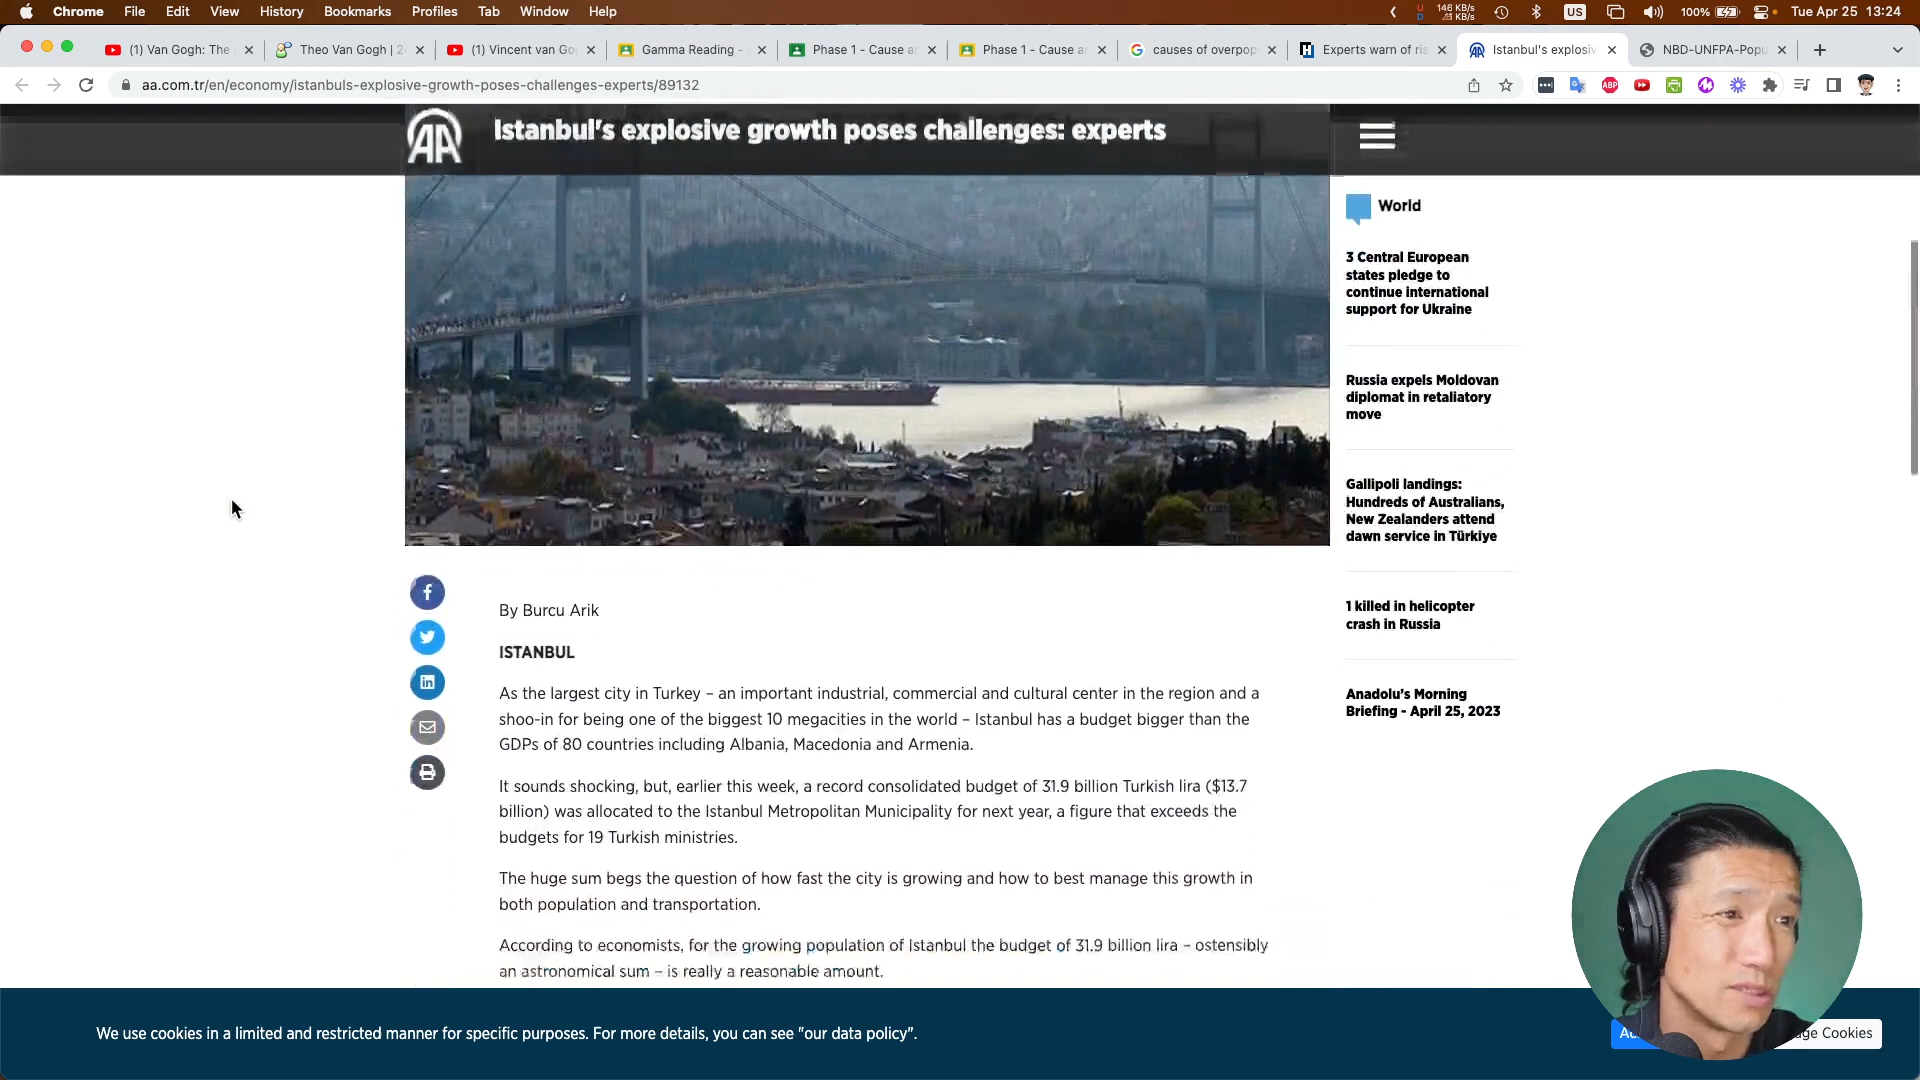 Chrome File Edit View History Bookmarks Profiles Tab Window Help
US 100% Tue Apr 25 13:24
(1) Van Gogh: The
Theo Van Gogh | 2
(1) Vincent van Go
Gamma Reading -
Phase 1 - Cause a
Phase 1 - Cause a
causes of overpop
Experts warn of ris
Istanbul's explosiv
NBD-UNFPA-Popu
aa.com.tr/en/economy/istanbuls-explosive-growth-poses-challenges-experts/89132
AA
Istanbul's explosive growth poses challenges: experts
World
3 Central European
states pledge to
continue international
support for Ukraine
Russia expels Moldovan
diplomat in retaliatory
move
Gallipoli landings:
Hundreds of Australians,
New Zealanders attend
dawn service in Türkiye
1 killed in helicopter
crash in Russia
Anadolu's Morning
Briefing - April 25, 2023
By Burcu Arik
ISTANBUL
As the largest city in Turkey – an important industrial, commercial and cultural center in the region and a
shoo-in for being one of the biggest 10 megacities in the world – Istanbul has a budget bigger than the
GDPs of 80 countries including Albania, Macedonia and Armenia.
It sounds shocking, but, earlier this week, a record consolidated budget of 31.9 billion Turkish lira ($13.7
billion) was allocated to the Istanbul Metropolitan Municipality for next year, a figure that exceeds the
budgets for 19 Turkish ministries.
The huge sum begs the question of how fast the city is growing and how to best manage this growth in
both population and transportation.
According to economists, for the growing population of Istanbul the budget of 31.9 billion lira – ostensibly
an astronomical sum – is really a reasonable amount.
We use cookies in a limited and restricted manner for specific purposes. For more details, you can see "our data policy".
Cookies